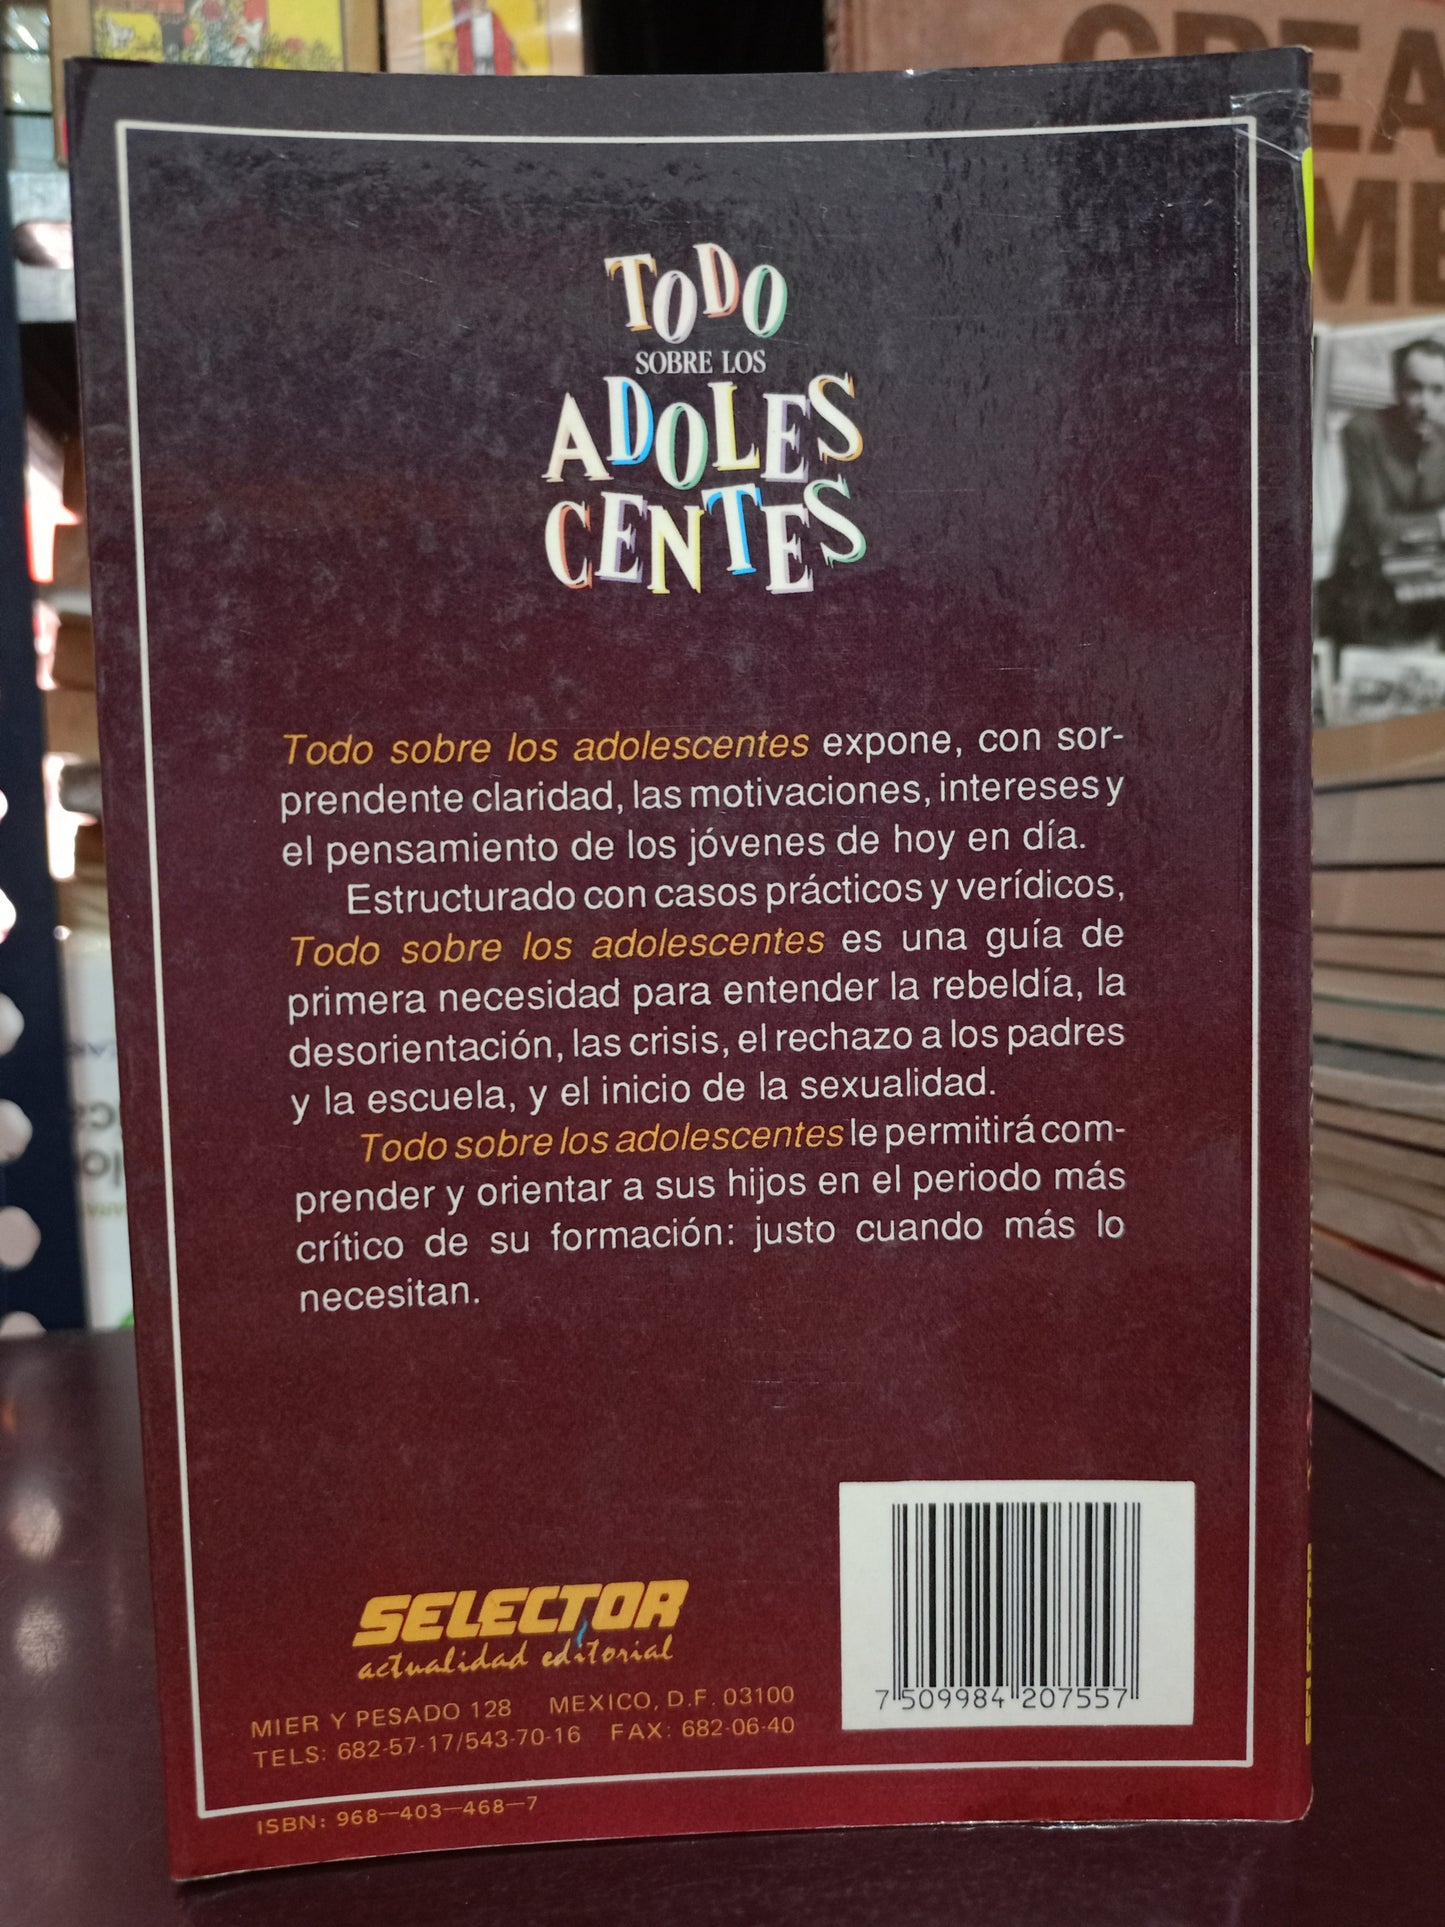 CREA
ME
TODO
SOBRE LOS
ADOLES
CENTES
Todo sobre los adolescentes expone, con sor-
prendente claridad, las motivaciones, intereses y
el pensamiento de los jóvenes de hoy en día.
Estructurado con casos prácticos y verídicos,
Todo sobre los adolescentes es una guía de
primera necesidad para entender la rebeldía, la
desorientación, las crisis, el rechazo a los padres
y la escuela, y el inicio de la sexualidad.
Todo sobre los adolescentes le permitirá com-
prender y orientar a sus hijos en el periodo más
crítico de su formación: justo cuando más lo
necesitan.
SELECTOR
actualidad editorial
MIER Y PESADO 128 MEXICO, D.F. 03100
TELS: 682-57-17/543-70-16 FAX: 682-06-40
ISBN: 968-403-468-7
7 509984 207557
SELECTOR